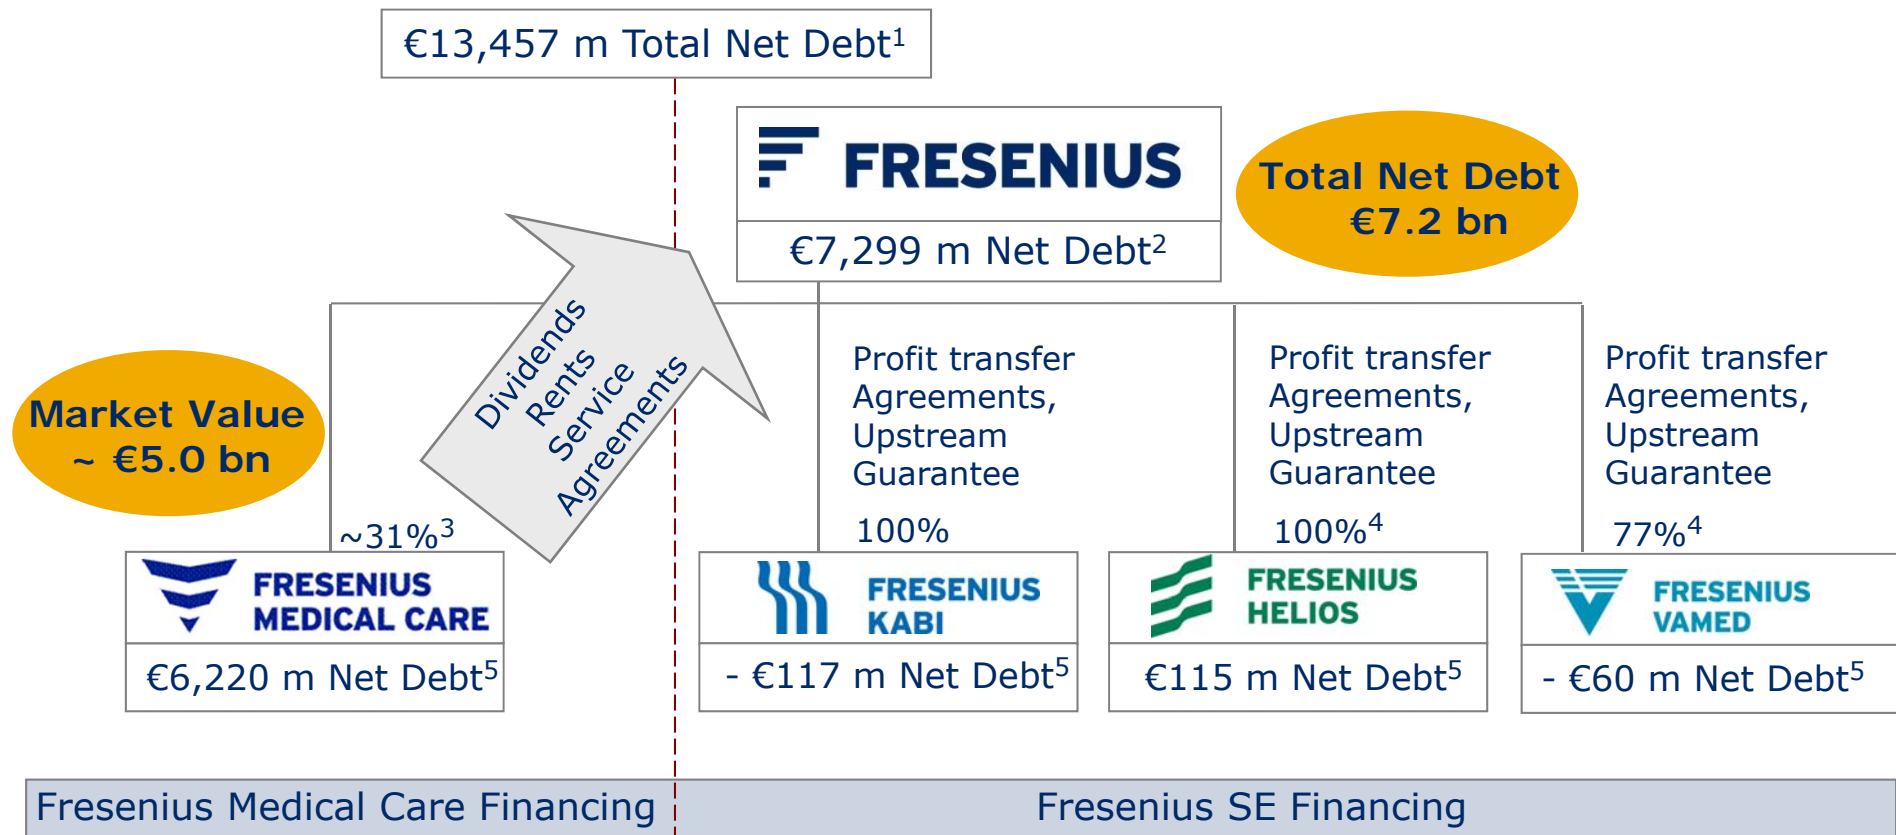 €13,457 m Total Net Debt¹
FRESENIUS
€7,299 m Net Debt²
Total Net Debt
€7.2 bn
Market Value
~ €5.0 bn
Dividends
Rents
Service
Agreements
Profit transfer
Agreements,
Upstream
Guarantee
100%
Profit transfer
Agreements,
Upstream
Guarantee
100%⁴
Profit transfer
Agreements,
Upstream
Guarantee
77%⁴
~31%³
FRESENIUS
MEDICAL CARE
€6,220 m Net Debt⁵
FRESENIUS
KABI
- €117 m Net Debt⁵
FRESENIUS
HELIOS
€115 m Net Debt⁵
FRESENIUS
VAMED
- €60 m Net Debt⁵
Fresenius Medical Care Financing
Fresenius SE Financing